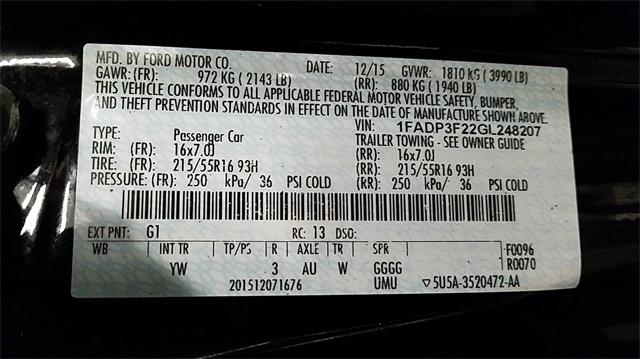 MFD. BY FORD MOTOR CO. DATE: 12/15 GVWR: 1810 KG ( 3990 LB)
GAWR: (FR): 972 KG ( 2143 LB) (RR): 880 KG ( 1940 LB)
THIS VEHICLE CONFORMS TO ALL APPLICABLE FEDERAL MOTOR VEHICLE SAFETY, BUMPER,
AND THEFT PREVENTION STANDARDS IN EFFECT ON THE DATE OF MANUFACTURE SHOWN ABOVE.
VIN: 1FADP3F22GL248207
TYPE: Passenger Car TRAILER TOWING - SEE OWNER GUIDE
RIM: (FR): 16x7.0J (RR): 16x7.0J
TIRE: (FR): 215/55R16 93H (RR): 215/55R16 93H
PRESSURE: (FR): 250 kPa/ 36 PSI COLD (RR): 250 kPa/ 36 PSI COLD
EXT PNT: G1 RC: 13 DSO:
WB INT TR TP/PS R AXLE TR SPR F0096
YW 3 AU W GGGG R0070
201512071676 UMU ▽5U5A-3520472-AA